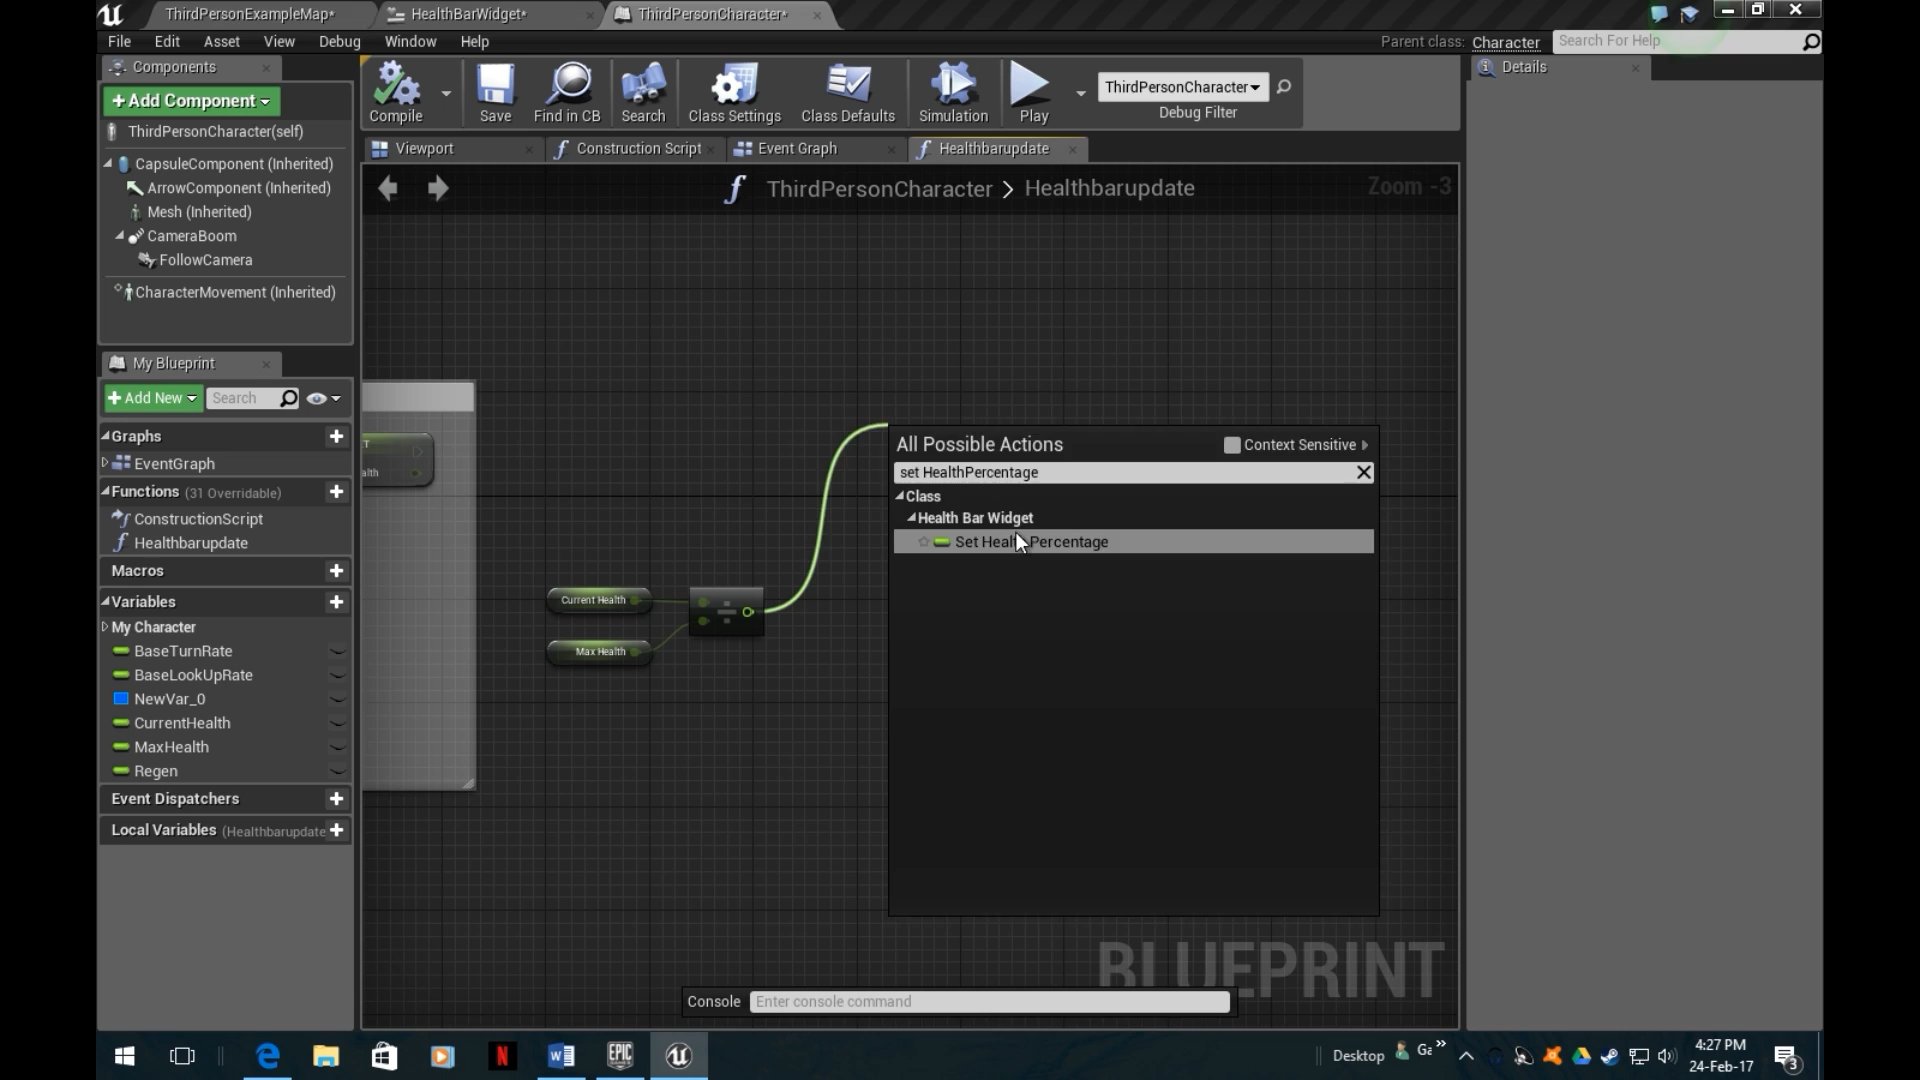 ThirdPersonExampleMap*
HealthBarWidget*
ThirdPersonCharacter*
File Edit Asset View Debug Window Help
Parent class: Character
Search For Help
Components
Add Component
ThirdPersonCharacter(self)
CapsuleComponent (Inherited)
ArrowComponent (Inherited)
Mesh (Inherited)
CameraBoom
FollowCamera
CharacterMovement (Inherited)
Compile
Save
Find in CB
Search
Class Settings
Class Defaults
Simulation
Play
ThirdPersonCharacter
Debug Filter
Details
Viewport
Construction Script
Event Graph
Healthbarupdate
ThirdPersonCharacter > Healthbarupdate
Zoom -3
My Blueprint
+ Add New
Search
Graphs
EventGraph
Functions (31 Overridable)
ConstructionScript
Healthbarupdate
Macros
Variables
My Character
BaseTurnRate
BaseLookUpRate
NewVar_0
CurrentHealth
MaxHealth
Regen
Event Dispatchers
Local Variables (Healthbarupdate
Current Health
Max Health
All Possible Actions
Context Sensitive
set HealthPercentage
Class
Health Bar Widget
Set Heal Percentage
BLUEPRINT
Console
Enter console command
Desktop
4:27 PM
24-Feb-17
3